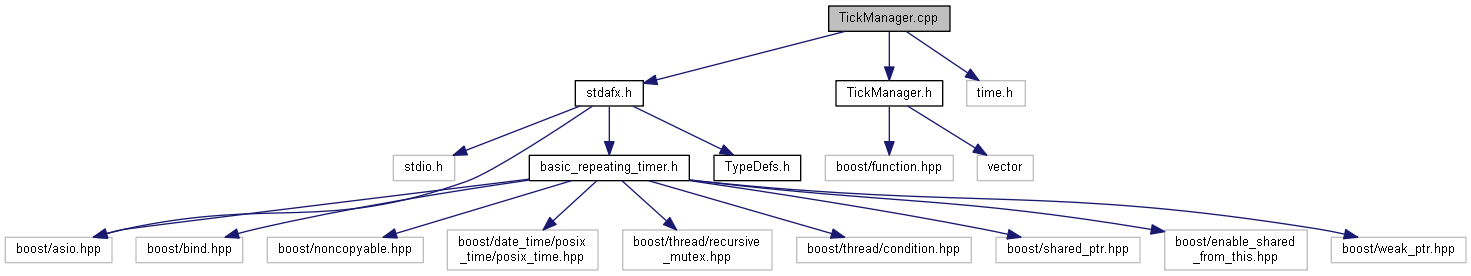 TickManager.cpp
stdafx.h
TickManager.h
time.h
stdio.h
basic_repeating_timer.h
TypeDefs.h
boost/function.hpp
vector
boost/asio.hpp
boost/bind.hpp
boost/noncopyable.hpp
boost/date_time/posix
_time/posix_time.hpp
boost/thread/recursive
_mutex.hpp
boost/thread/condition.hpp
boost/shared_ptr.hpp
boost/enable_shared
_from_this.hpp
boost/weak_ptr.hpp